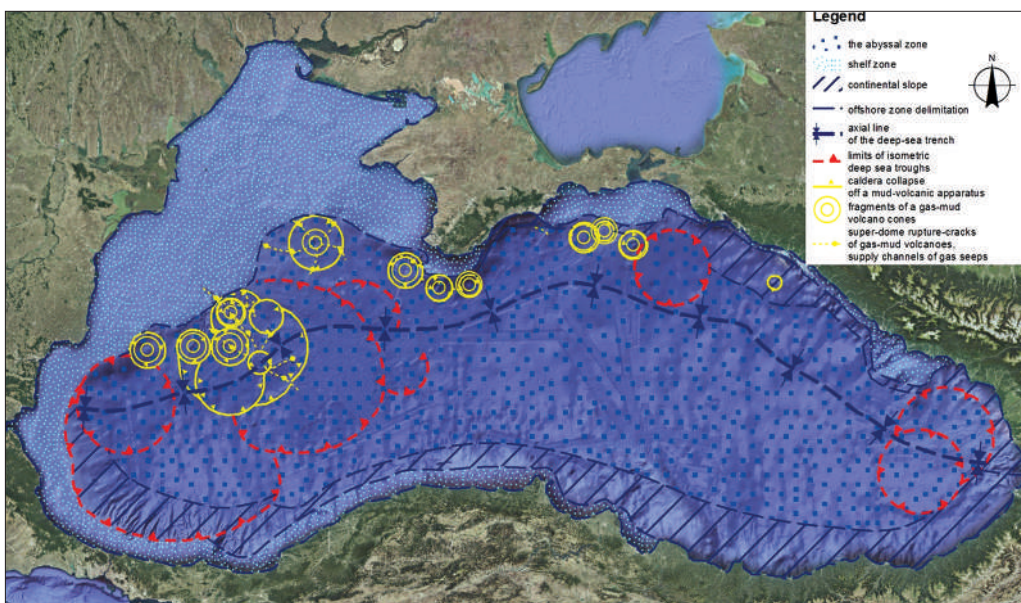 Legend
the abyssal zone
shelf zone
continental slope
offshore zone delimitation
axial line
of the deep-sea trench
limits of isometric
deep sea troughs
caldera collapse
off a mud-volcanic apparatus
fragments of a gas-mud
volcano cones
super-dome rupture-cracks
of gas-mud volcanoes,
supply channels of gas seeps
N